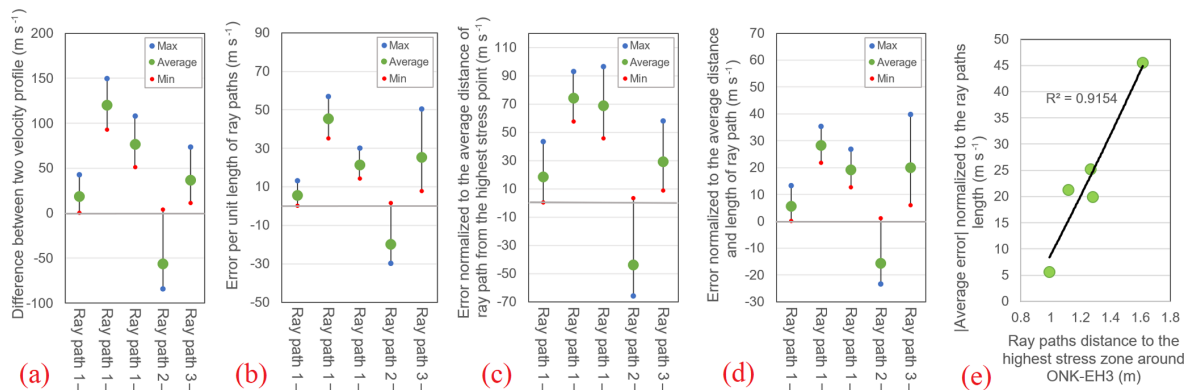 Difference between two velocity profile (m s⁻¹)
200
150
100
50
0
-50
-100
Max
Average
Min
Ray path 1 –
Ray path 1 –
Ray path 1 –
Ray path 2 –
Ray path 3 –
(a)
Error per unit length of ray paths (m s⁻¹)
90
70
50
30
10
-10
-30
-50
Max
Average
Min
Ray path 1 –
Ray path 1 –
Ray path 1 –
Ray path 2 –
Ray path 3 –
(b)
Error normalized to the average distance of
ray path from the highest stress point (m s⁻¹)
110
90
70
50
30
10
-10
-30
-50
-70
Max
Average
Min
Ray path 1 –
Ray path 1 –
Ray path 1 –
Ray path 2 –
Ray path 3 –
(c)
Error normalized to the average distance
and length of ray path (m s⁻¹)
70
60
50
40
30
20
10
0
-10
-20
-30
Max
Average
Min
Ray path 1 –
Ray path 1 –
Ray path 1 –
Ray path 2 –
Ray path 3 –
(d)
|Average error| normalized to the ray paths
length (m s⁻¹)
50
45
40
35
30
25
20
15
10
5
0
R² = 0.9154
0.8 1 1.2 1.4 1.6 1.8
Ray paths distance to the
highest stress zone around
ONK-EH3 (m)
(e)